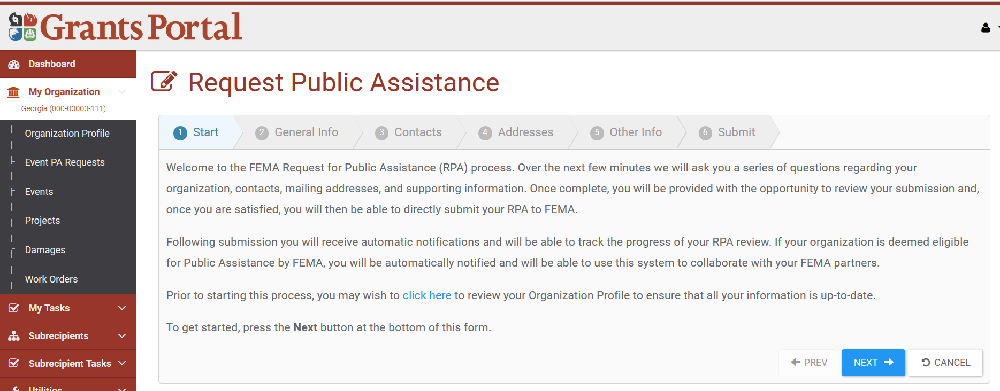 Grants Portal
Dashboard
My Organization
Georgia (000-00000-111)
Organization Profile
Event PA Requests
Events
Projects
Damages
Work Orders
My Tasks
Subrecipients
Subrecipient Tasks
Utilities
Request Public Assistance
1 Start 2 General Info 3 Contacts 4 Addresses 5 Other Info 6 Submit
Welcome to the FEMA Request for Public Assistance (RPA) process. Over the next few minutes we will ask you a series of questions regarding your
organization, contacts, mailing addresses, and supporting information. Once complete, you will be provided with the opportunity to review your submission and,
once you are satisfied, you will then be able to directly submit your RPA to FEMA.
Following submission you will receive automatic notifications and will be able to track the progress of your RPA review. If your organization is deemed eligible
for Public Assistance by FEMA, you will be automatically notified and will be able to use this system to collaborate with your FEMA partners.
Prior to starting this process, you may wish to click here to review your Organization Profile to ensure that all your information is up-to-date.
To get started, press the Next button at the bottom of this form.
PREV NEXT CANCEL